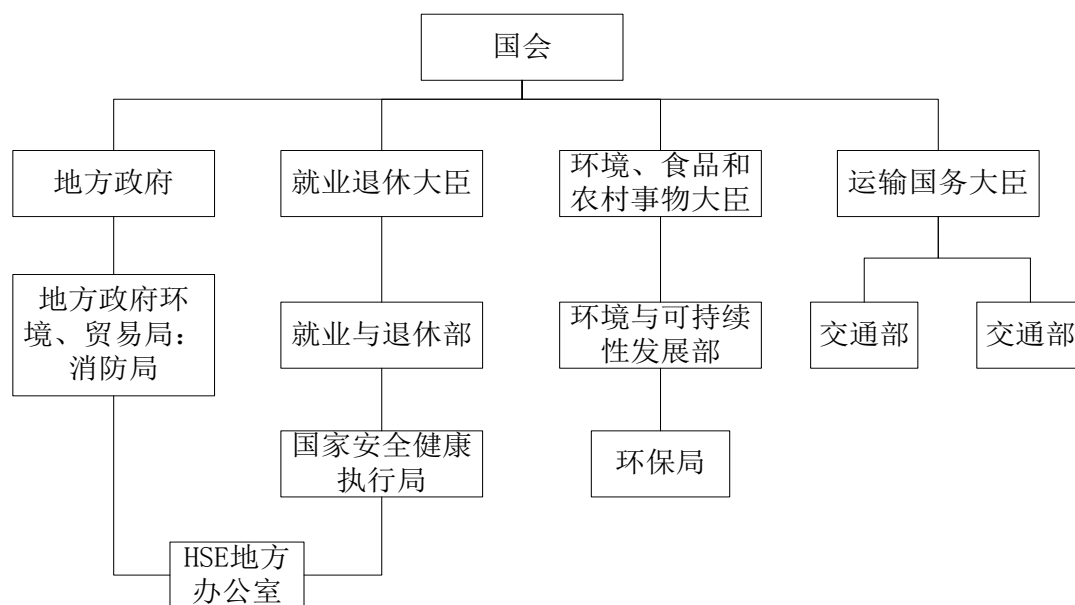 国会
地方政府
就业退休大臣
环境、食品和
农村事物大臣
运输国务大臣
地方政府环
境、贸易局：
消防局
就业与退休部
环境与可持续
性发展部
交通部
交通部
国家安全健康
执行局
环保局
HSE地方
办公室